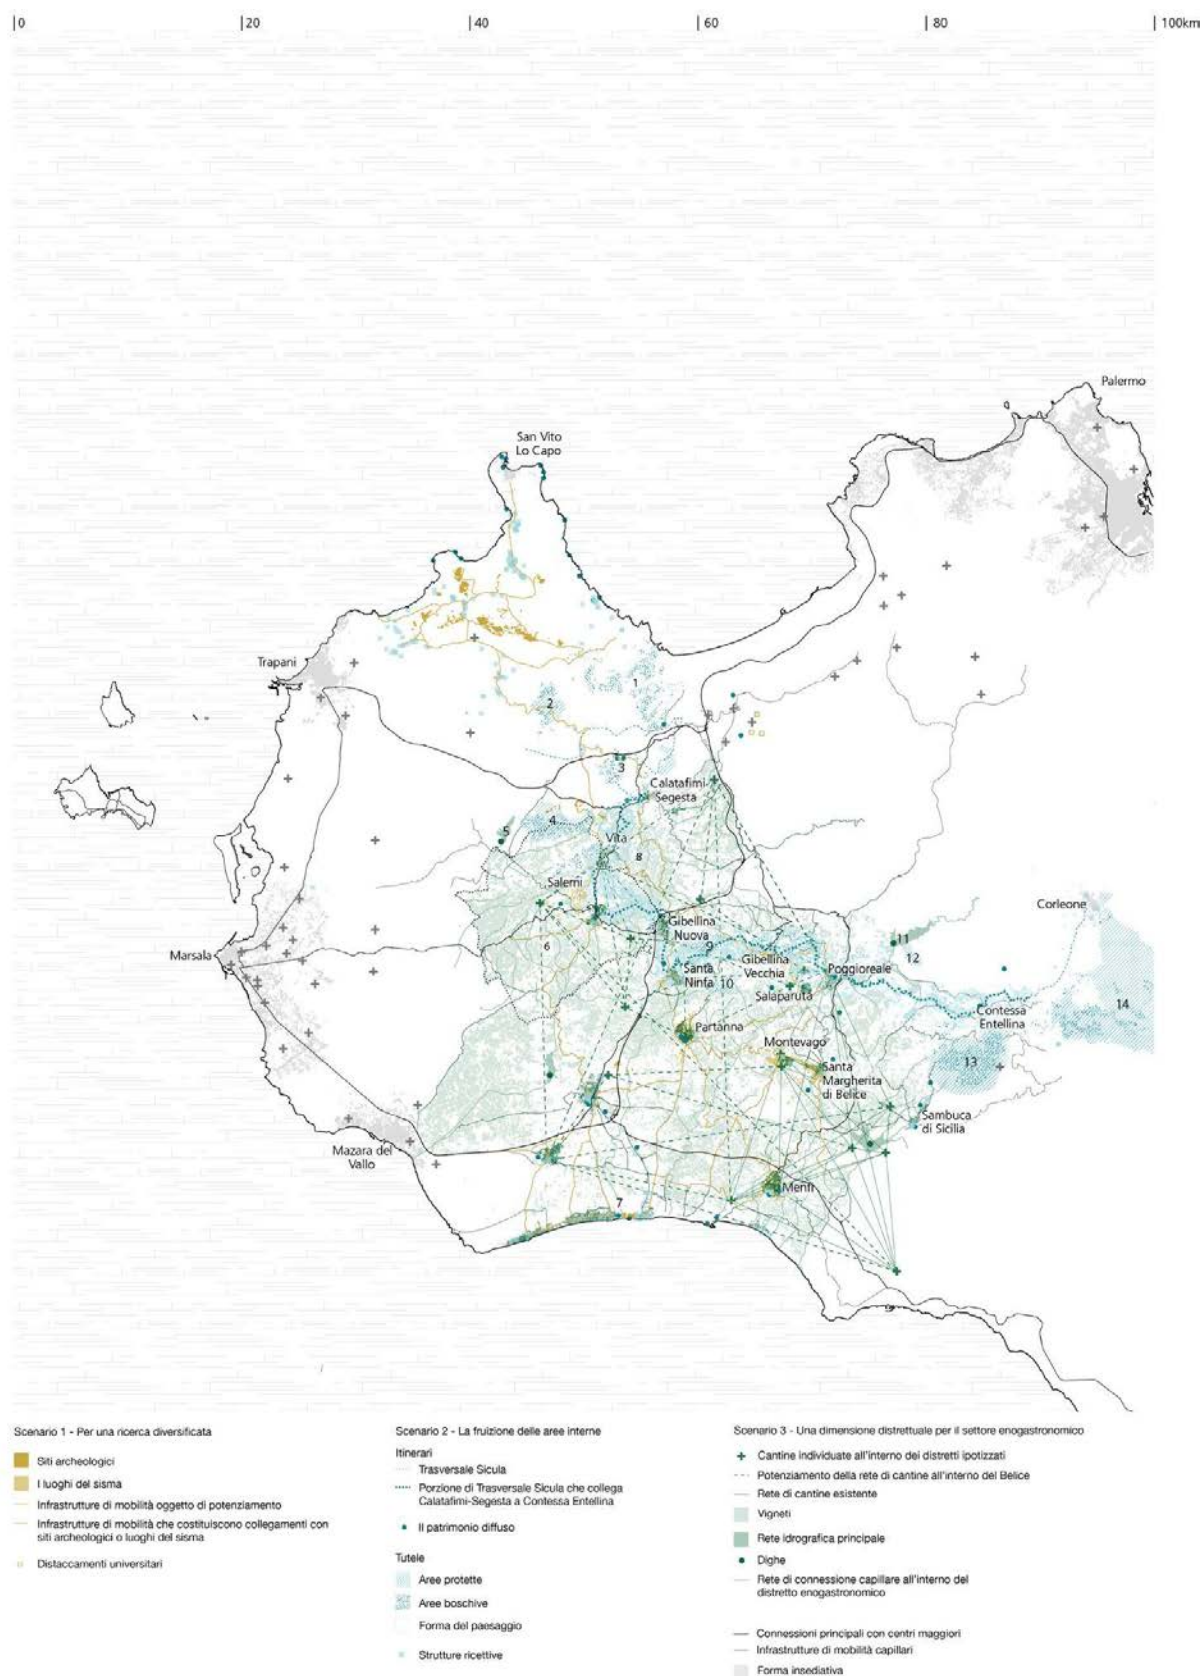 0 20 40 60 80 100km
Palermo
San Vito
Lo Capo
Trapani
1
2
3
Calatafimi-
Segesta
4
5
Vita
8
Salemi
Corleone
Gibellina
Nuova
11
Marsala
6
9
Gibellina
Vecchia
12
Santa
Ninfa
10
Poggioreale
Salaparuta
Contessa
Entellina
14
Partanna
Montevago
13
Santa
Margherita
di Belice
Sambuca
di Sicilia
Mazara del
Vallo
Menfi
7
Scenario 1 - Per una ricerca diversificata
Siti archeologici
I luoghi del sisma
Infrastrutture di mobilità oggetto di potenziamento
Infrastrutture di mobilità che costituiscono collegamenti con
siti archeologici o luoghi del sisma
Distaccamenti universitari
Scenario 2 - La fruizione delle aree interne
Itinerari
Trasversale Sicula
Porzione di Trasversale Sicula che collega
Calatafimi-Segesta a Contessa Entellina
Il patrimonio diffuso
Tutele
Aree protette
Aree boschive
Forma del paesaggio
Strutture ricettive
Scenario 3 - Una dimensione distrettuale per il settore enogastronomico
Cantine individuate all'interno dei distretti ipotizzati
Potenziamento della rete di cantine all'interno del Belice
Rete di cantine esistente
Vigneti
Rete Idrografica principale
Dighe
Rete di connessione capillare all'interno del
distretto enogastronomico
Connessioni principali con centri maggiori
Infrastrutture di mobilità capillari
Forma insediativa